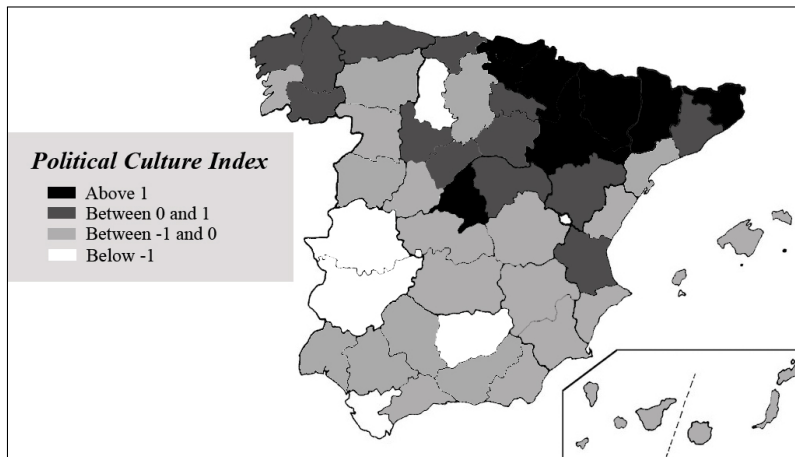 Political Culture Index
Above 1
Between 0 and 1
Between -1 and 0
Below -1